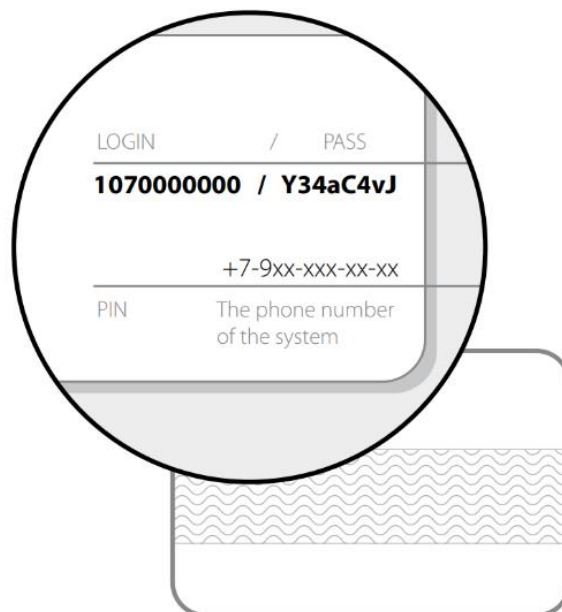 LOGIN / PASS
1070000000 / Y34aC4vJ
+7-9xx-xxx-xx-xx
PIN The phone number
of the system